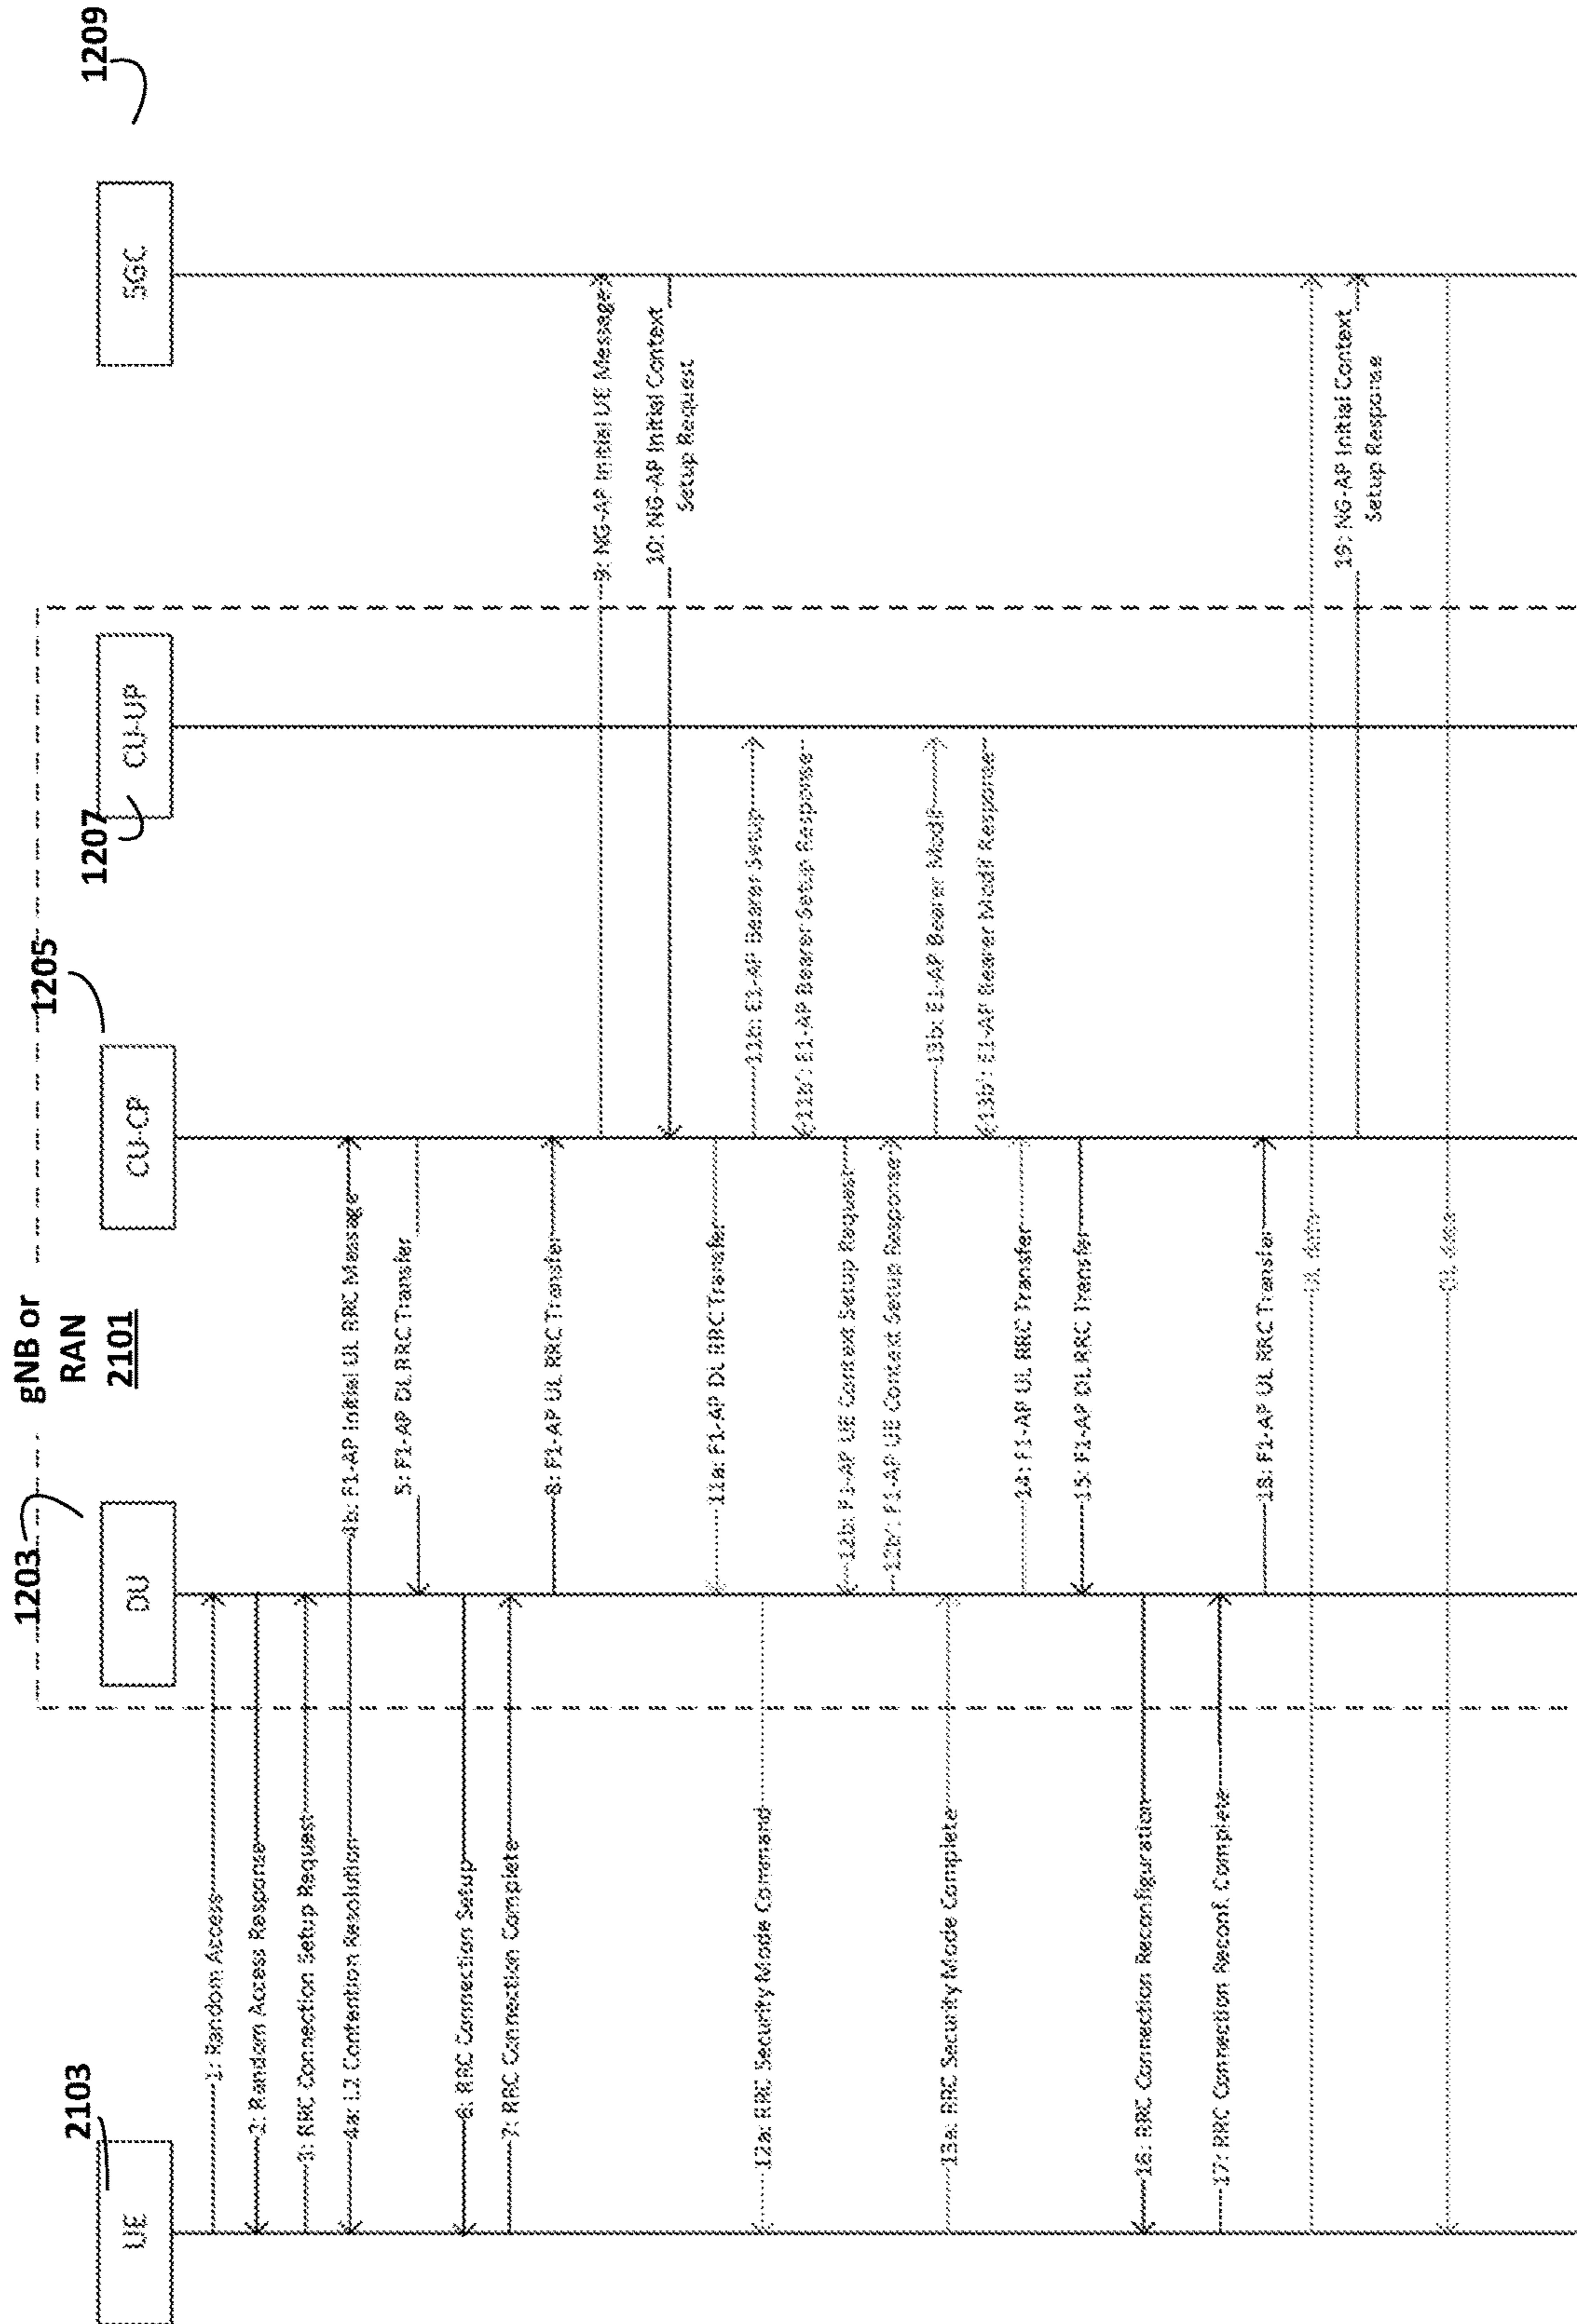 gNB or
RAN
2101
2103
1203
1205
1207
1209
UE
DU
CU-CP
CU-UP
5GC
1: Random Access
2: Random Access Response
3: RRC Connection Setup Request
4a: L2 Contention Resolution
4b: F1-AP Initial UL RRC Message
5: F1-AP DL RRC Transfer
6: RRC Connection Setup
7: RRC Connection Complete
8: F1-AP UL RRC Transfer
9: NG-AP Initial UE Message
10: NG-AP Initial Context
Setup Request
11a: F1-AP DL RRC Transfer
11b: E1-AP Bearer Setup
12a: RRC Security Mode Command
11b': E1-AP Bearer Setup Response
12b: F1-AP UE Context Setup Request
12b': F1-AP UE Context Setup Response
13b: E1-AP Bearer Modif
13a: RRC Security Mode Complete
13b': E1-AP Bearer Modif Response
14: F1-AP UL RRC Transfer
15: F1-AP DL RRC Transfer
16: RRC Connection Reconfiguration
17: RRC Connection Reconf. Complete
18: F1-AP UL RRC Transfer
UL data
19: NG-AP Initial Context
Setup Response
DL data